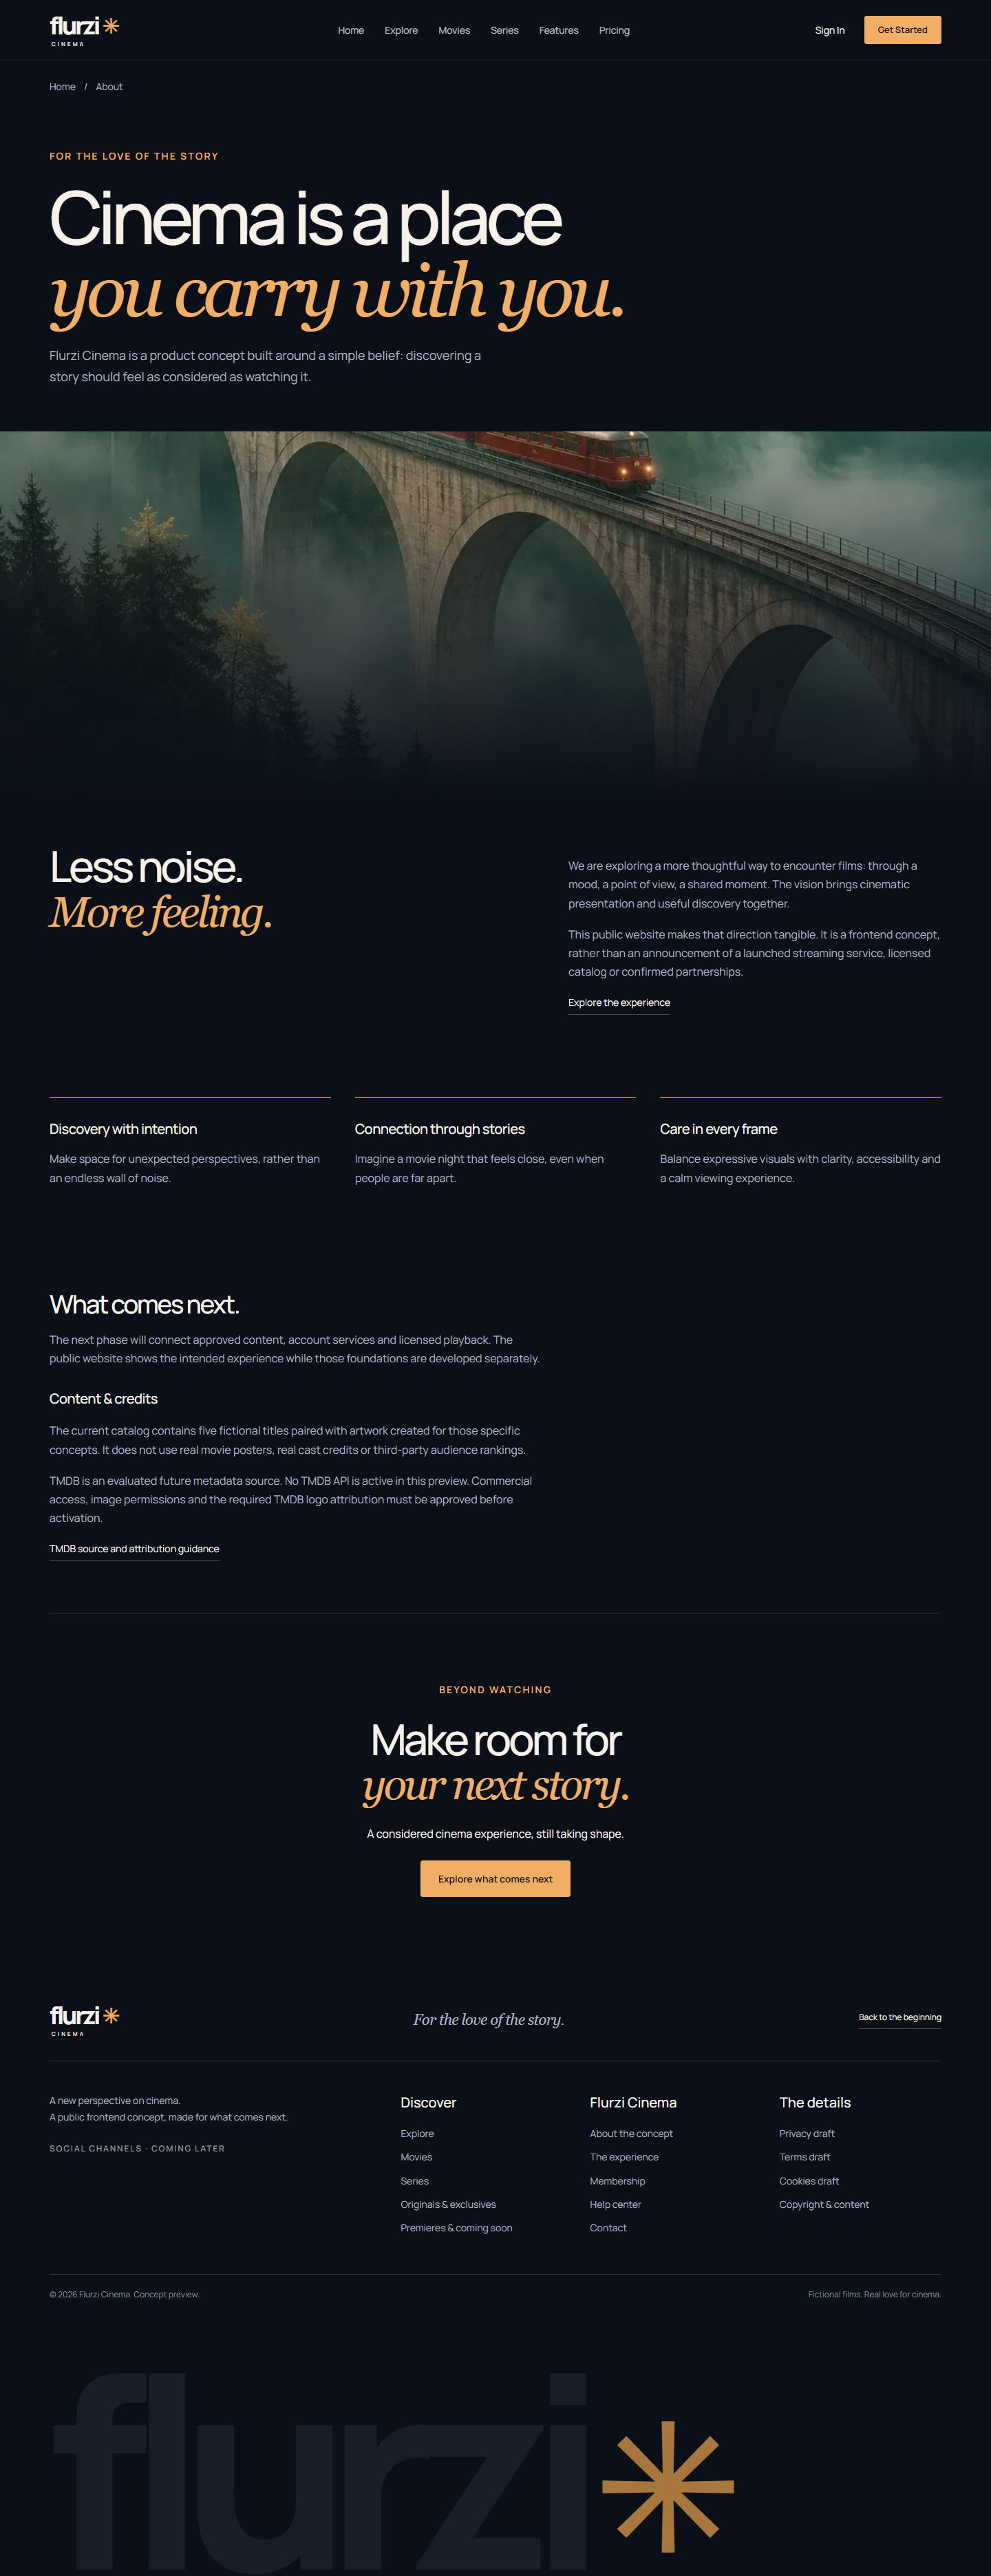 flurzi
CINEMA
Home Explore Movies Series Features Pricing
Sign In Get Started
Home / About
FOR THE LOVE OF THE STORY
Cinema is a place
you carry with you.
Flurzi Cinema is a product concept built around a simple belief: discovering a
story should feel as considered as watching it.
Less noise.
More feeling.
We are exploring a more thoughtful way to encounter films: through a
mood, a point of view, a shared moment. The vision brings cinematic
presentation and useful discovery together.
This public website makes that direction tangible. It is a frontend concept,
rather than an announcement of a launched streaming service, licensed
catalog or confirmed partnerships.
Explore the experience
Discovery with intention
Make space for unexpected perspectives, rather than
an endless wall of noise.
Connection through stories
Imagine a movie night that feels close, even when
people are far apart.
Care in every frame
Balance expressive visuals with clarity, accessibility and
a calm viewing experience.
What comes next.
The next phase will connect approved content, account services and licensed playback. The
public website shows the intended experience while those foundations are developed separately.
Content & credits
The current catalog contains five fictional titles paired with artwork created for those specific
concepts. It does not use real movie posters, real cast credits or third-party audience rankings.
TMDB is an evaluated future metadata source. No TMDB API is active in this preview. Commercial
access, image permissions and the required TMDB logo attribution must be approved before
activation.
TMDB source and attribution guidance
BEYOND WATCHING
Make room for
your next story.
A considered cinema experience, still taking shape.
Explore what comes next
flurzi
CINEMA
For the love of the story.
Back to the beginning
A new perspective on cinema.
A public frontend concept, made for what comes next.
SOCIAL CHANNELS · COMING LATER
Discover
Explore
Movies
Series
Originals & exclusives
Premieres & coming soon
Flurzi Cinema
About the concept
The experience
Membership
Help center
Contact
The details
Privacy draft
Terms draft
Cookies draft
Copyright & content
© 2026 Flurzi Cinema. Concept preview.
Fictional films. Real love for cinema.
flurzi